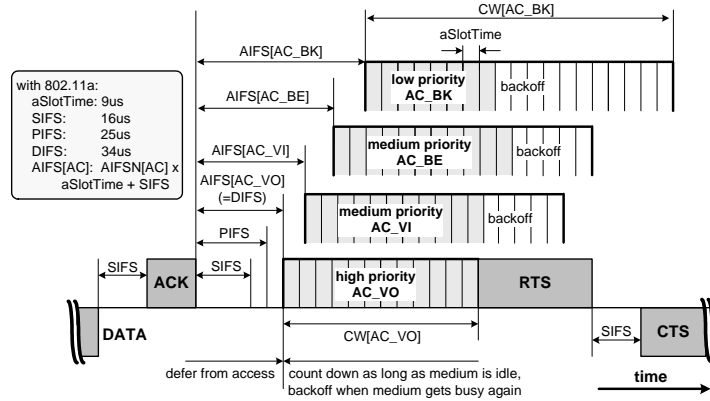 CW[AC_BK]
aSlotTime
AIFS[AC_BK]
low priority
AC_BK
backoff
with 802.11a:
aSlotTime: 9us
SIFS: 16us
PIFS: 25us
DIFS: 34us
AIFS[AC]: AIFSN[AC] x
aSlotTime + SIFS
AIFS[AC_BE]
medium priority
AC_BE
backoff
AIFS[AC_VI]
AIFS[AC_VO]
(=DIFS)
medium priority
AC_VI
backoff
PIFS
SIFS
ACK
SIFS
high priority
AC_VO
RTS
DATA
CW[AC_VO]
SIFS
CTS
defer from access
count down as long as medium is idle,
backoff when medium gets busy again
time